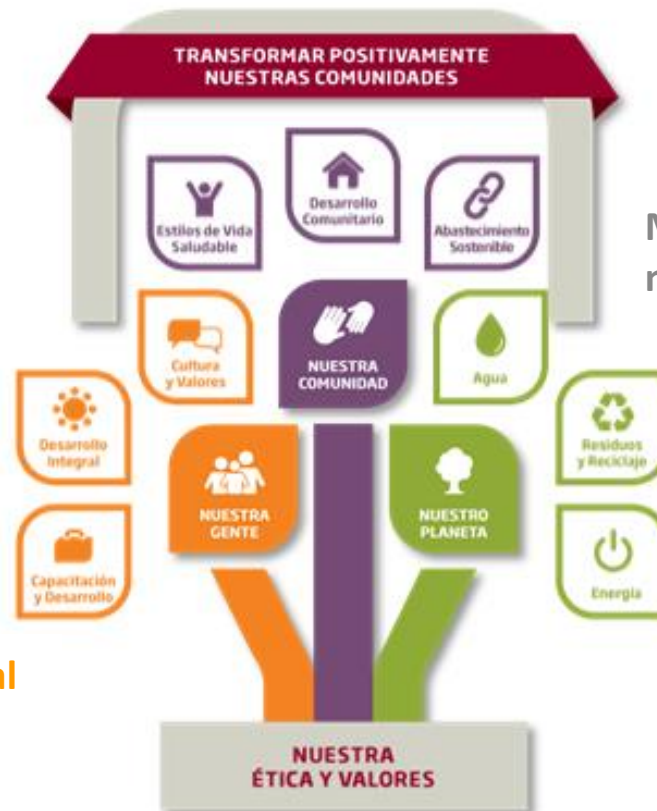 TRANSFORMAR POSITIVAMENTE
NUESTRAS COMUNIDADES
Estilos de Vida
Saludable
Desarrollo
Comunitario
Abastecimiento
Sostenible
Cultura
y Valores
NUESTRA
COMUNIDAD
Agua
Desarrollo
Integral
NUESTRA
GENTE
NUESTRO
PLANETA
Residuos
y Reciclaje
Capacitación
y Desarrollo
Energía
al
NUESTRA
ÉTICA Y VALORES